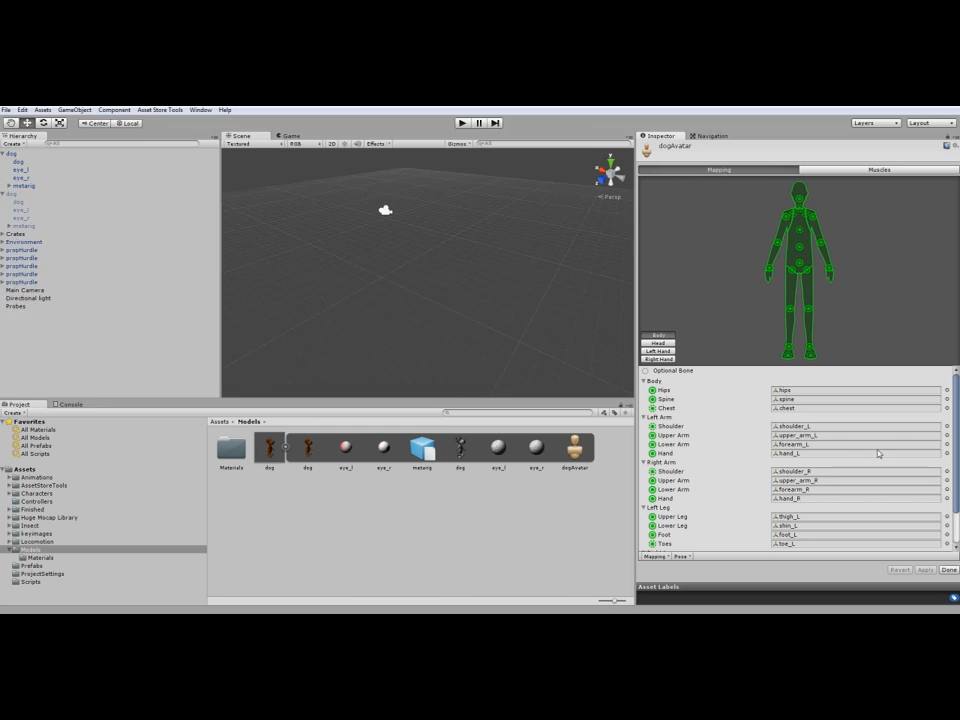 File Edit Assets GameObject Component Asset Store Tools Window Help
Center Local Layers Layout
Hierarchy
Create All
dog
dog
eye_l
eye_r
metarig
dog
dog
eye_l
eye_r
metarig
Crates
Environment
propHurdle
propHurdle
propHurdle
propHurdle
propHurdle
Main Camera
Directional light
Probes
Scene Game
Textured RGB 2D Effects Gizmos All
Y
Persp
Inspector Navigation
dogAvatar
Mapping Muscles
Body
Head
Left Hand
Right Hand
Optional Bone
Body
Hips hips
Spine spine
Chest chest
Left Arm
Shoulder shoulder_L
Upper Arm upper_arm_L
Lower Arm forearm_L
Hand hand_L
Right Arm
Shoulder shoulder_R
Upper Arm upper_arm_R
Lower Arm forearm_R
Hand hand_R
Left Leg
Upper Leg thigh_L
Lower Leg shin_L
Foot foot_L
Toes toe_L
Mapping Pose
Revert Apply Done
Asset Labels
Project Console
Create
Favorites
All Materials
All Models
All Prefabs
All Scripts
Assets
Animations
AssetStoreTools
Characters
Controllers
Finished
Huge Mocap Library
Insect
keyimages
Locomotion
Models
Materials
Prefabs
ProjectSettings
Scripts
Assets Models
Materials dog dog eye_l eye_r metarig dog eye_l eye_r dogAvatar